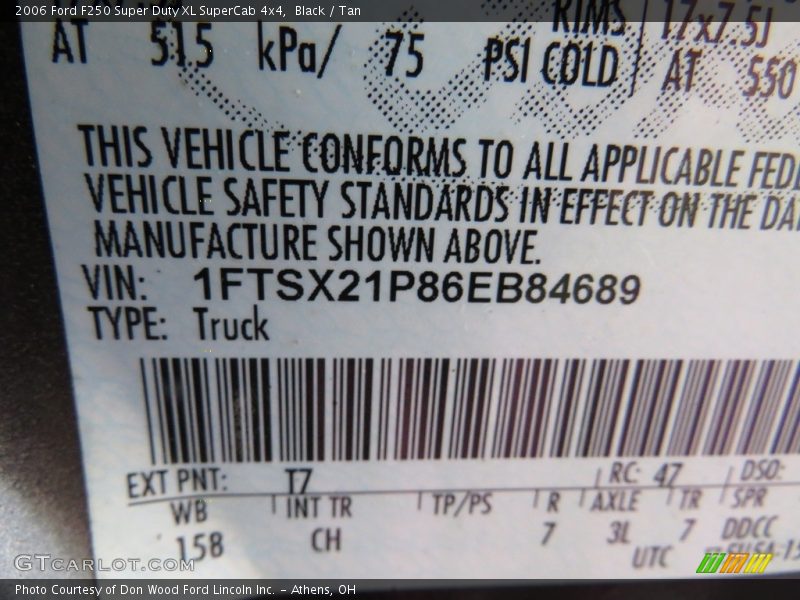 2006 Ford F250 Super Duty XL SuperCab 4x4, Black / Tan
RIMS 17x7.5J
AT 515 kPa/ 75 PSI COLD AT 550
THIS VEHICLE CONFORMS TO ALL APPLICABLE FEDE
VEHICLE SAFETY STANDARDS IN EFFECT ON THE DA
MANUFACTURE SHOWN ABOVE.
VIN: 1FTSX21P86EB84689
TYPE: Truck
EXT PNT: T7 RC: 47 DSO:
WB INT TR TP/PS R AXLE TR SPR
158 CH 7 3L 7 DDCC
UTC
GTCarLot.com
Photo Courtesy of Don Wood Ford Lincoln Inc. - Athens, OH